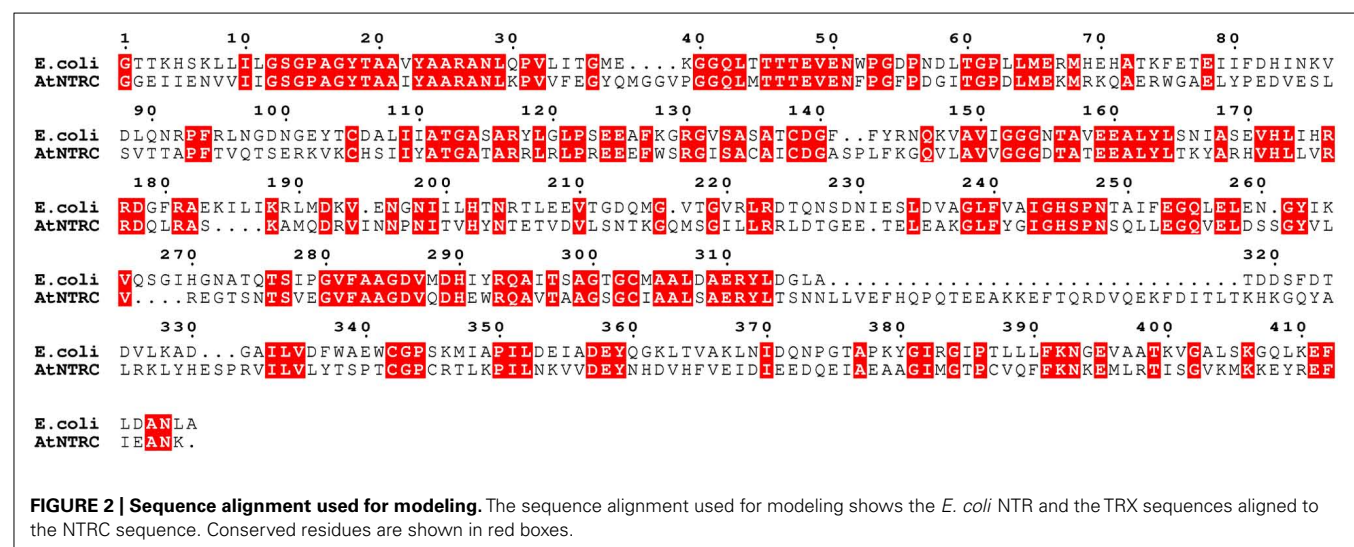 1 10 20 30 40 50 60 70 80
E.coli GTTKHSKLLILGSGPAGYTAAVYAARANLQPVLITGME....KGGQLTTTTEVENWPGDPNDLTGPLLMERMHEHATKFETEIIFDHINKV
AtNTRC GGEIIENVVIIGSGPAGYTAAIYAARANLKPVVFEGYQMGGVPGGQLMTTTEVENFPGFPDGITGPDLMEKMRKQAERWGAELYPEDVESL
90 100 110 120 130 140 150 160 170
E.coli DLQNRPFRLNGDNGEYTCDALIIATGASARYLGLPSEEAFKGRGVSASATCDGF..FYRNQKVAVIGGGNTAVEEALYLSNIASEVHLIHR
AtNTRC SVTTAPFTVQTSERKVKCHSIIYATGATARRLRLPREEEFWSRGISACAICDGASPLFKGQVLAVVGGGDTATEEALYLTKYARHVHLLVR
180 190 200 210 220 230 240 250 260
E.coli RDGFRAEKILIKRLMDKV.ENGNIILHTNRTLEEVTGDQMG.VTGVRLRDTQNSDNIESLDVAGLFVAIGHSPNTAIFEGQLELEN.GYIK
AtNTRC RDQLRAS....KAMQDRVINNPNITVHYNTETVDVLSNTKGQMSGILLRRLDTGEE.TELEAKGLFYGIGHSPNSQLLEGQVELDSSGYVL
270 280 290 300 310 320
E.coli VQSGIHGNATQTSIPGVFAAGDVMDHIYRQAITSAGTGCMAALDAERYLDGLA...............................TDDSFDT
AtNTRC V....REGTSNTSVEGVFAAGDVQDHEWRQAVTAAGSGCIAALSAERYLTSNNLLVEFHQPQTEEAKKEFTQRDVQEKFDITLTKHKGQYA
330 340 350 360 370 380 390 400 410
E.coli DVLKAD...GAILVDFWAEWCGPSKMIAPILDEIADEYQGKLTVAKLNIDQNPGTAPKYGIRGIPTLLLFKNGEVAATKVGALSKGQLKEF
AtNTRC LRKLYHESPRVILVLYTSPTCGPCRTLKPILNKVVDEYNHDVHFVEIDIEEDQEIAEAAGIMGTPCVQFFKNKEMLRTISGVKMKKEYREF
E.coli LDANLA
AtNTRC IEANK.
FIGURE 2 | Sequence alignment used for modeling. The sequence alignment used for modeling shows the E. coli NTR and the TRX sequences aligned to
the NTRC sequence. Conserved residues are shown in red boxes.